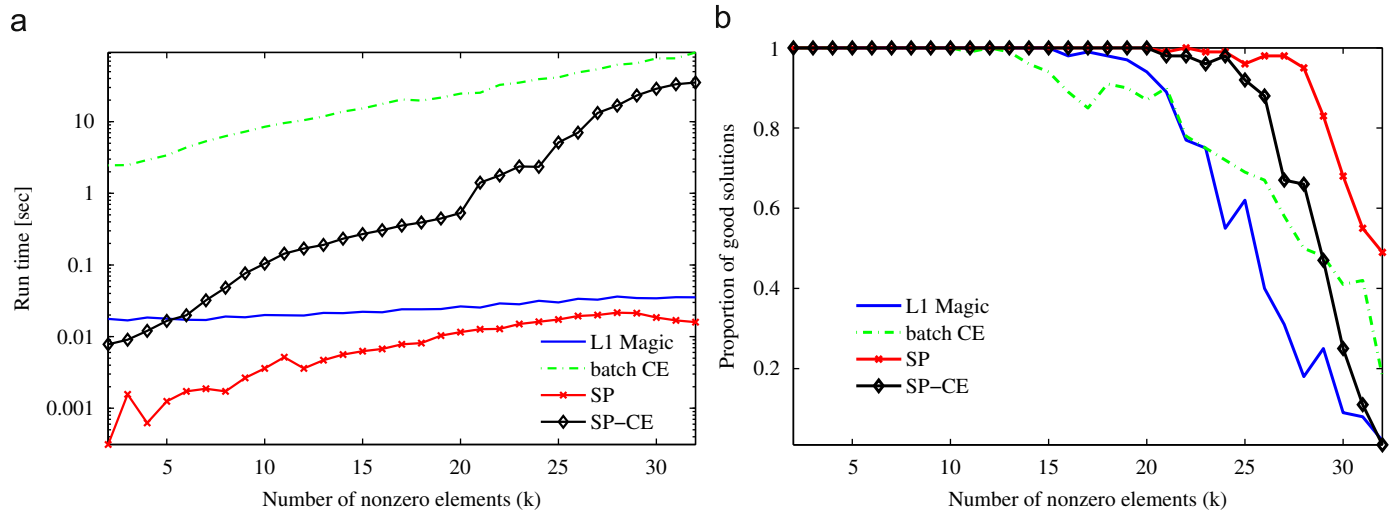 a
Run time [sec]
10
1
0.1
0.01
0.001
5
10
15
20
25
30
Number of nonzero elements (k)
L1 Magic
batch CE
SP
SP−CE
b
Proportion of good solutions
1
0.8
0.6
0.4
0.2
5
10
15
20
25
30
Number of nonzero elements (k)
L1 Magic
batch CE
SP
SP−CE